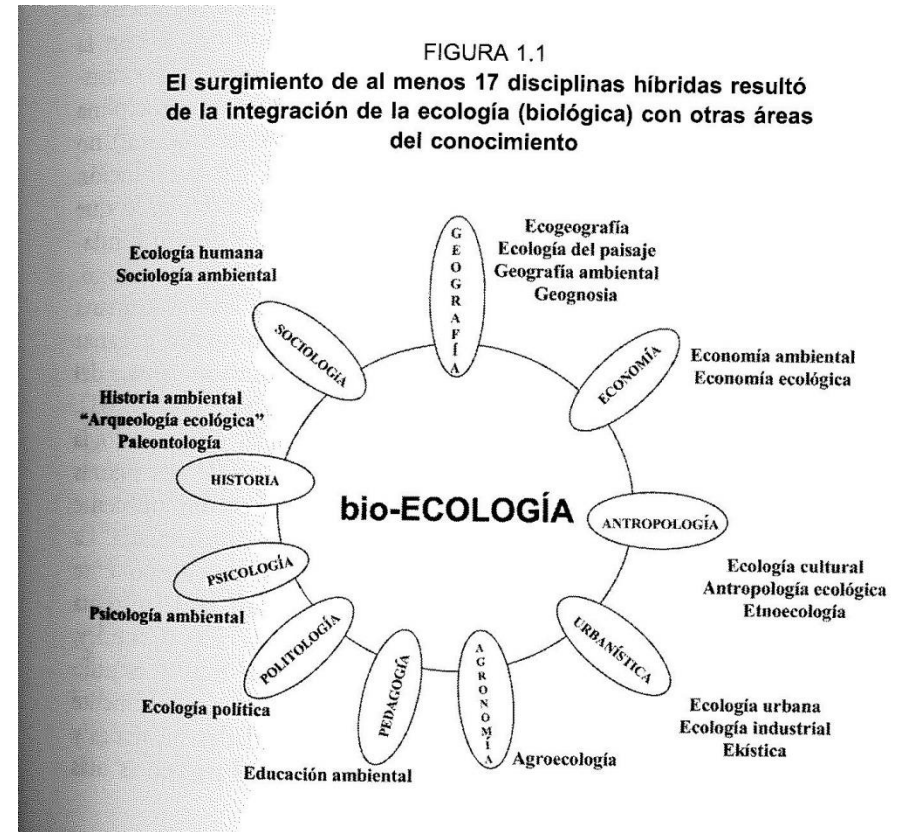 FIGURA 1.1
El surgimiento de al menos 17 disciplinas híbridas resultó
de la integración de la ecología (biológica) con otras áreas
del conocimiento
GEOGRAFÍA
Ecogeografía
Ecología del paisaje
Geografía ambiental
Geognosia
Ecología humana
Sociología ambiental
SOCIOLOGÍA
ECONOMÍA
Economía ambiental
Economía ecológica
Historia ambiental
“Arqueología ecológica”
Paleontología
HISTORIA
bio-ECOLOGÍA
ANTROPOLOGÍA
Ecología cultural
Antropología ecológica
Etnoecología
PSICOLOGÍA
Psicología ambiental
POLITOLOGÍA
Ecología política
PEDAGOGÍA
Educación ambiental
AGRONOMÍA
Agroecología
URBANÍSTICA
Ecología urbana
Ecología industrial
Ekística